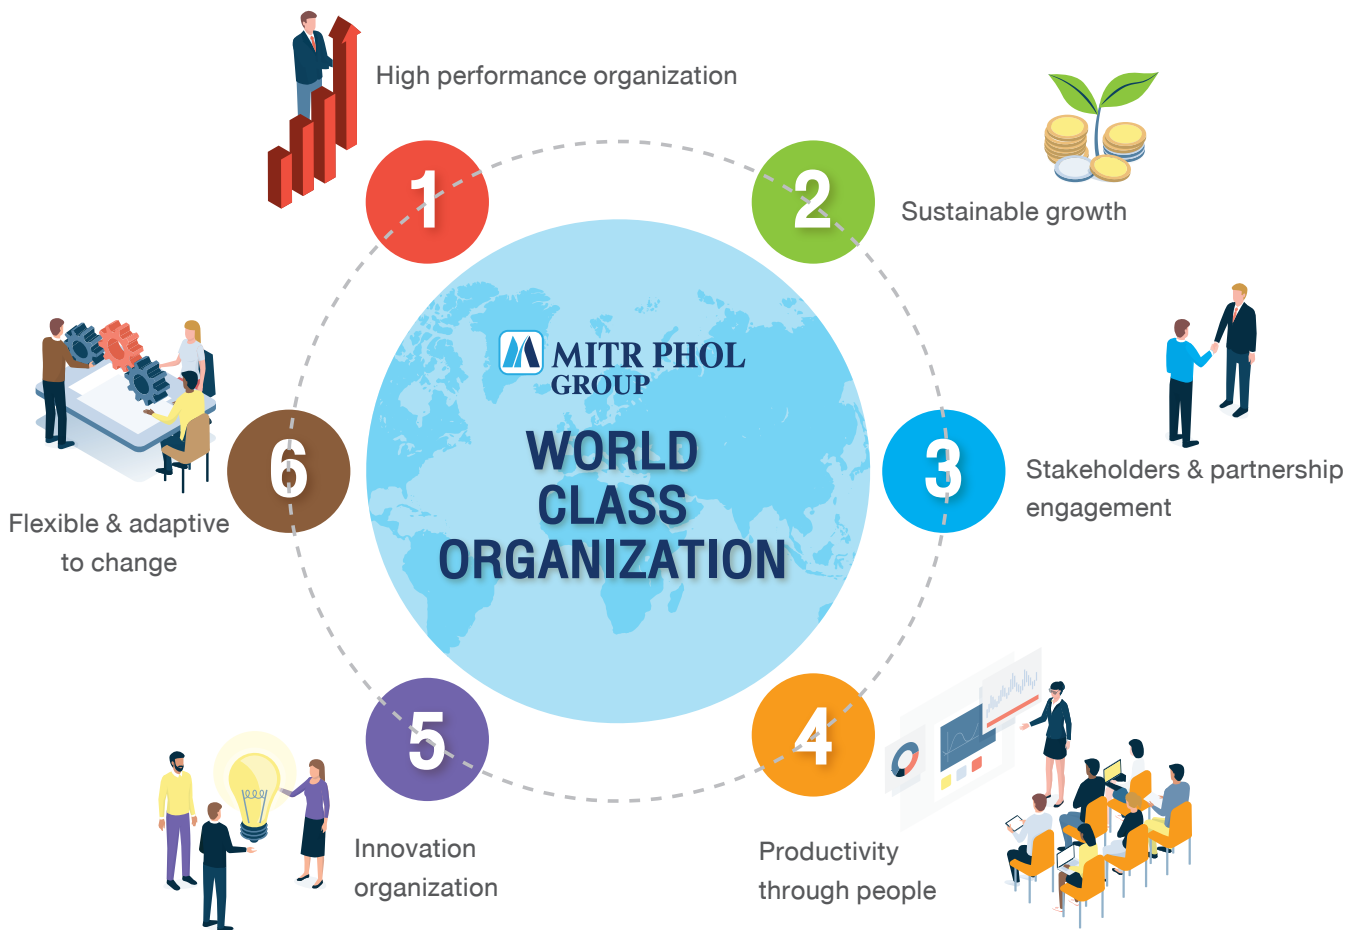 High performance organization
1
2
Sustainable growth
MITR PHOL
GROUP
WORLD
CLASS
ORGANIZATION
3
Stakeholders & partnership
engagement
6
Flexible & adaptive
to change
5
Innovation
organization
4
Productivity
through people